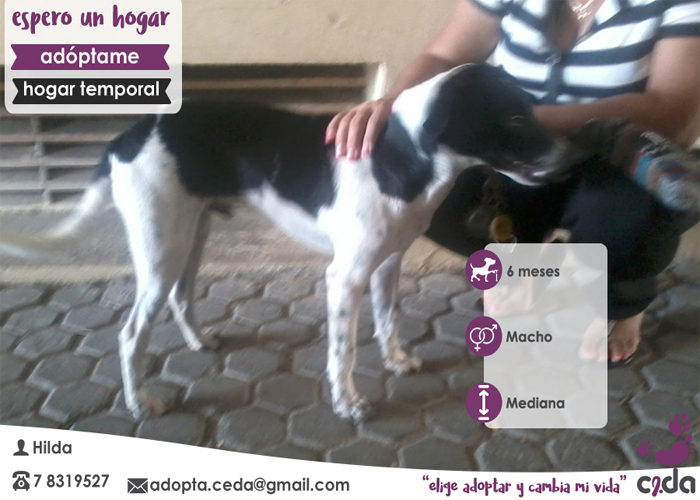 espero un hogar
adóptame
hogar temporal
6 meses
Macho
Mediana
Hilda
7 8319527
adopta.ceda@gmail.com
“elige adoptar y cambia mi vida”
ceda